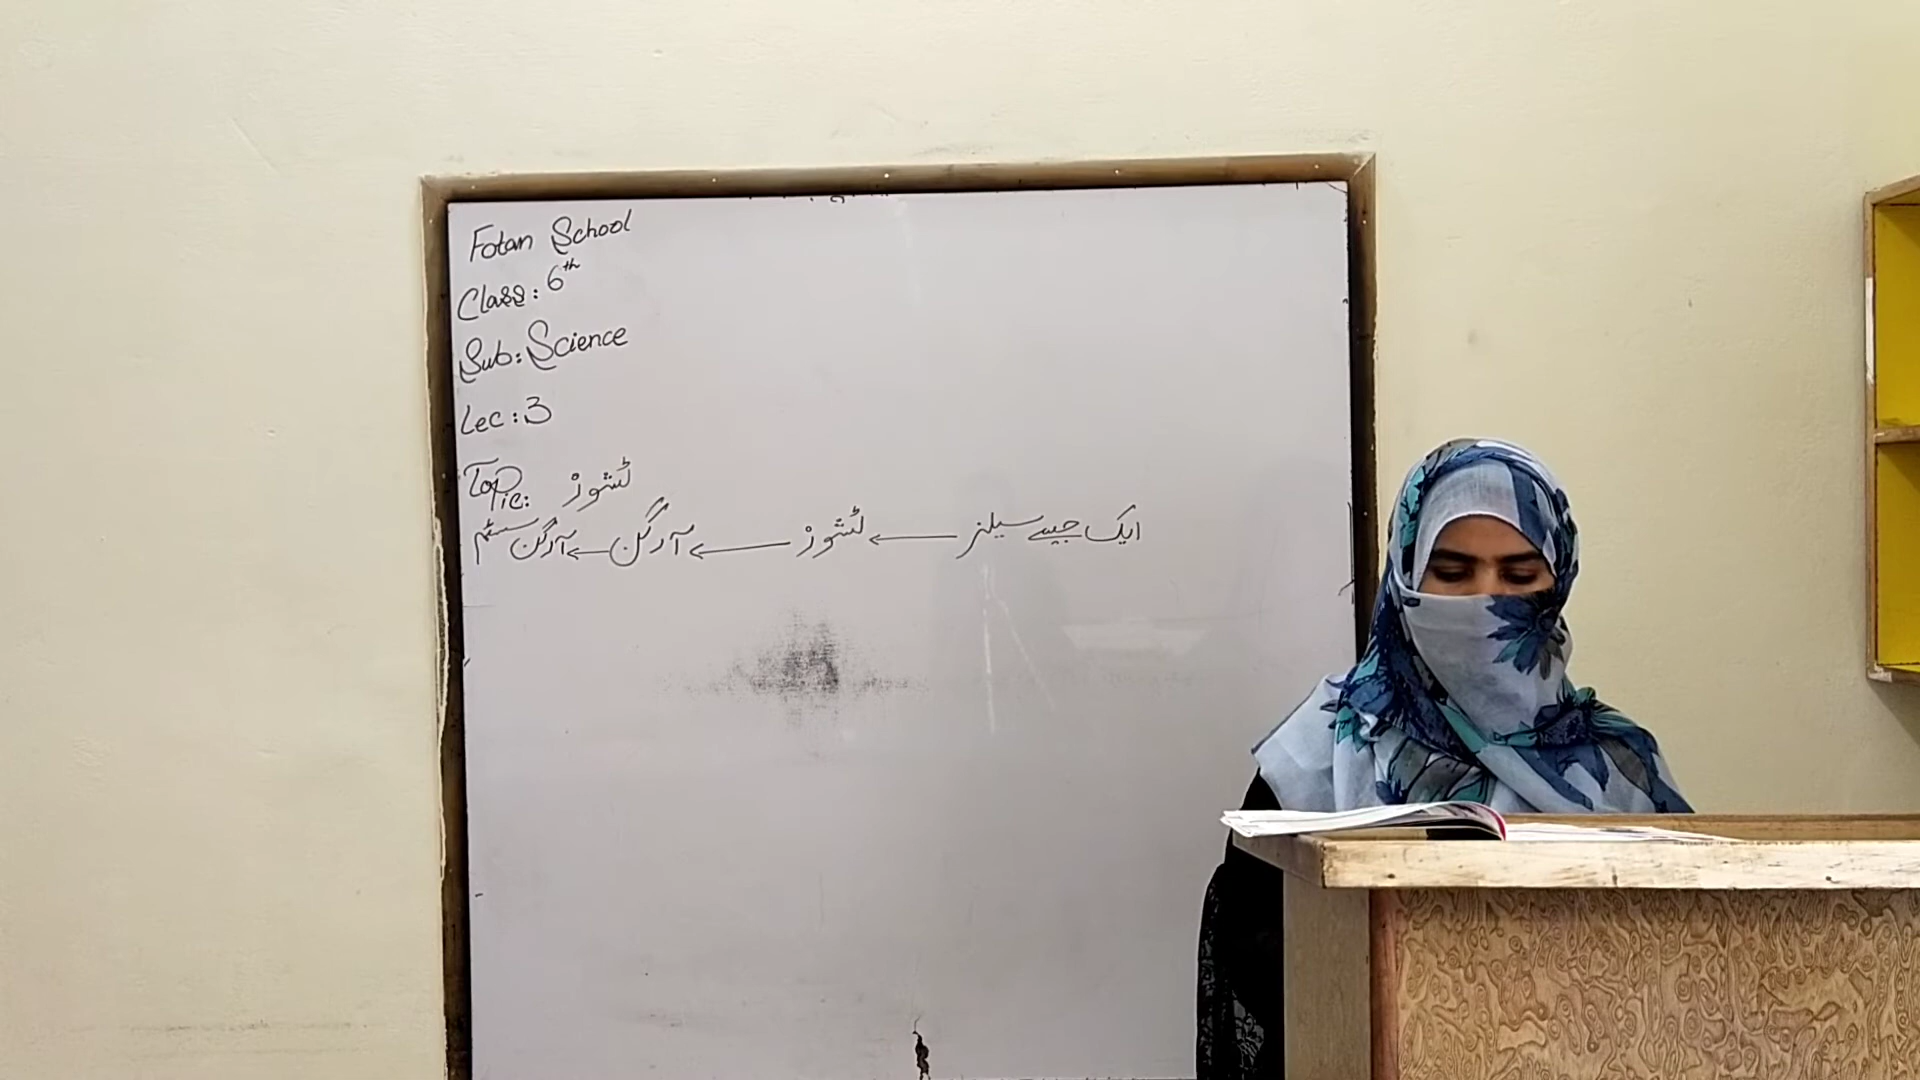 Fotan School
Class: 6th
Sub: Science
Lec: 3
Topic: ٹشوز
ایک جیسے سیلز ← ٹشوز ← آرگن ← آرگن سسٹم